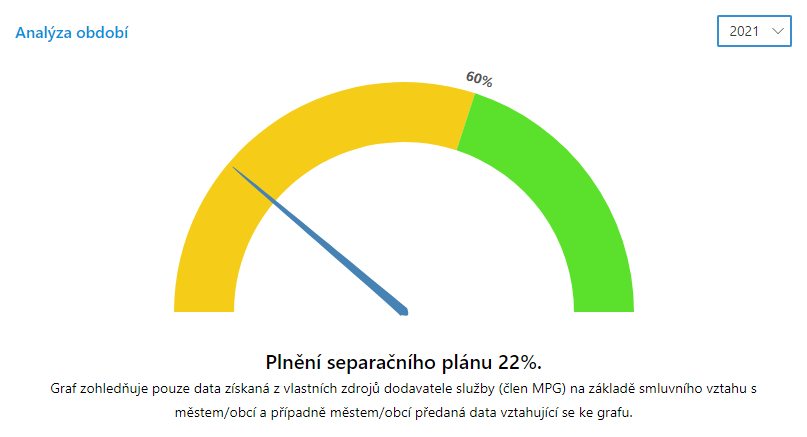 Analýza období
2021
60%
Plnění separačního plánu 22%.
Graf zohledňuje pouze data získaná z vlastních zdrojů dodavatele služby (člen MPG) na základě smluvního vztahu s
městem/obcí a případně městem/obcí předaná data vztahující se ke grafu.